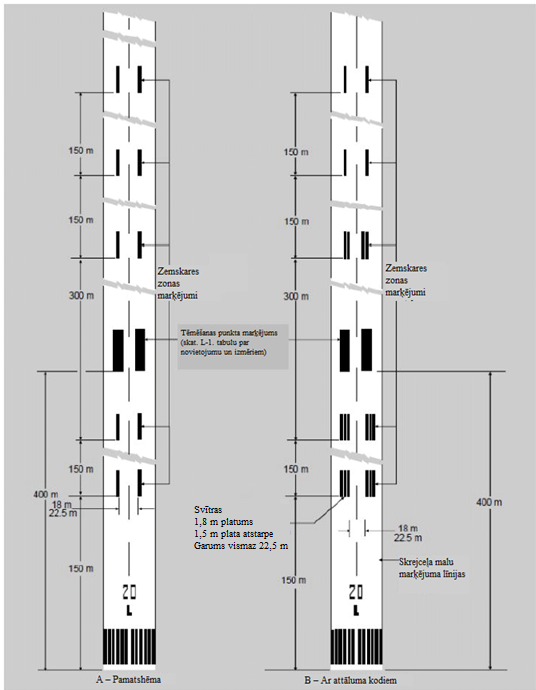 150 m
150 m
300 m
150 m
400 m
18 m
22.5 m
150 m
20
L
A – Pamatshēma
Zemskares
zonas
marķējumi
Tēmēšanas punkta marķējums
(skat. L-1. tabulu par
novietojumu un izmēriem)
Svītras
1,8 m platums
1,5 m plata atstarpe
Garums vismaz 22,5 m
150 m
150 m
300 m
150 m
150 m
Zemskares
zonas
marķējumi
400 m
18 m
22.5 m
Skrejceļa malu
marķējuma līnijas
20
L
B – Ar attāluma kodiem